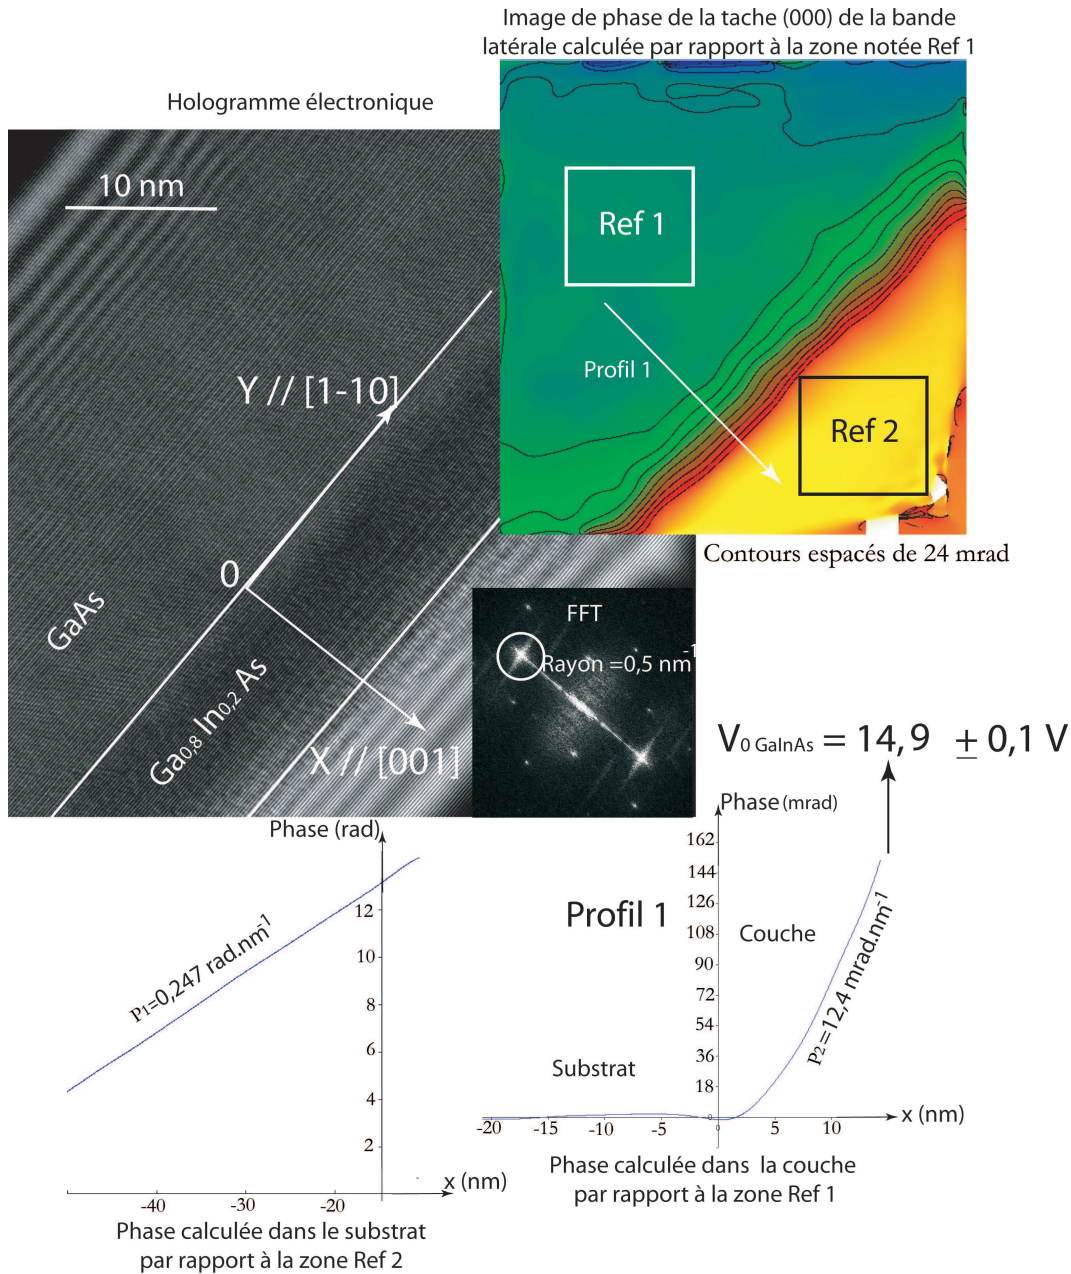 Image de phase de la tache (000) de la bande
latérale calculée par rapport à la zone notée Ref 1
Hologramme électronique
10 nm
Ref 1
Y // [1-10]
Profil 1
Ref 2
0
Contours espacés de 24 mrad
GaAs
FFT
Rayon =0,5 nm-1
Ga0,8 In0,2 As
X // [001]
V0 GaInAs = 14,9 ± 0,1 V
Phase (rad)
12
10
8
6
4
2
P1=0,247 rad.nm-1
-40
-30
-20
x (nm)
Phase calculée dans le substrat
par rapport à la zone Ref 2
Phase (mrad)
162
144
126
108
90
72
54
36
18
0
Profil 1
Couche
P2=12,4 mrad.nm-1
Substrat
-20
-15
-10
-5
0
5
10
x (nm)
Phase calculée dans la couche
par rapport à la zone Ref 1